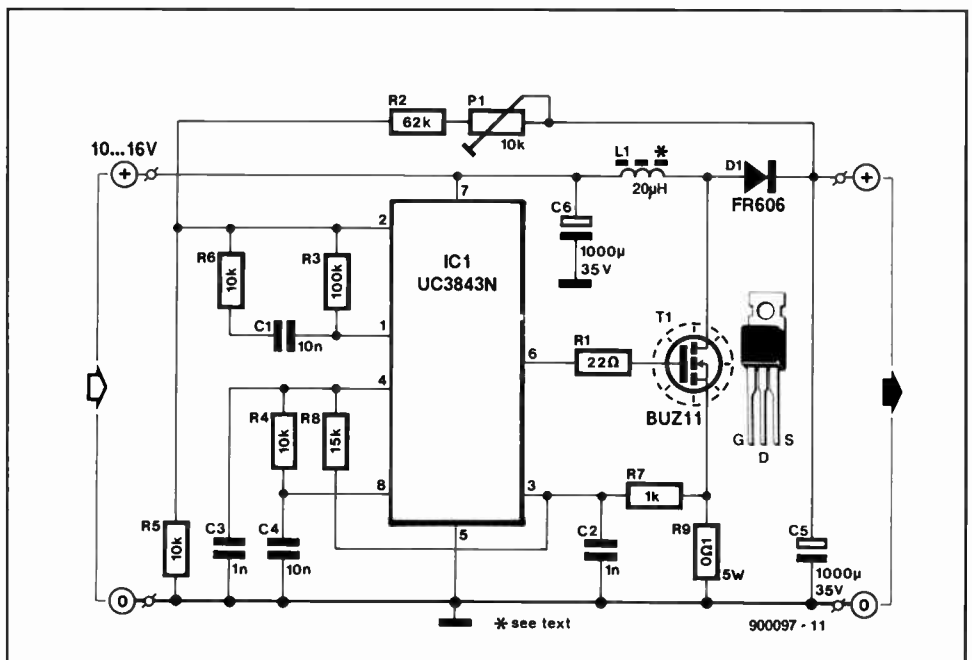 R2
62k
P1
10k
10...16V
+
L1
*
20µH
D1
FR606
+
7
2
C6
1000µ
35V
R6
10k
R3
100k
IC1
UC3843N
C1
10n
1
T1
R1
22Ω
6
4
BUZ11
R4
10k
R8
15k
G
D
S
R7
1k
8
3
5
R5
10k
C3
1n
C4
10n
C2
1n
R9
0Ω1
5W
C5
1000µ
35V
0
* see text
900097 - 11
0